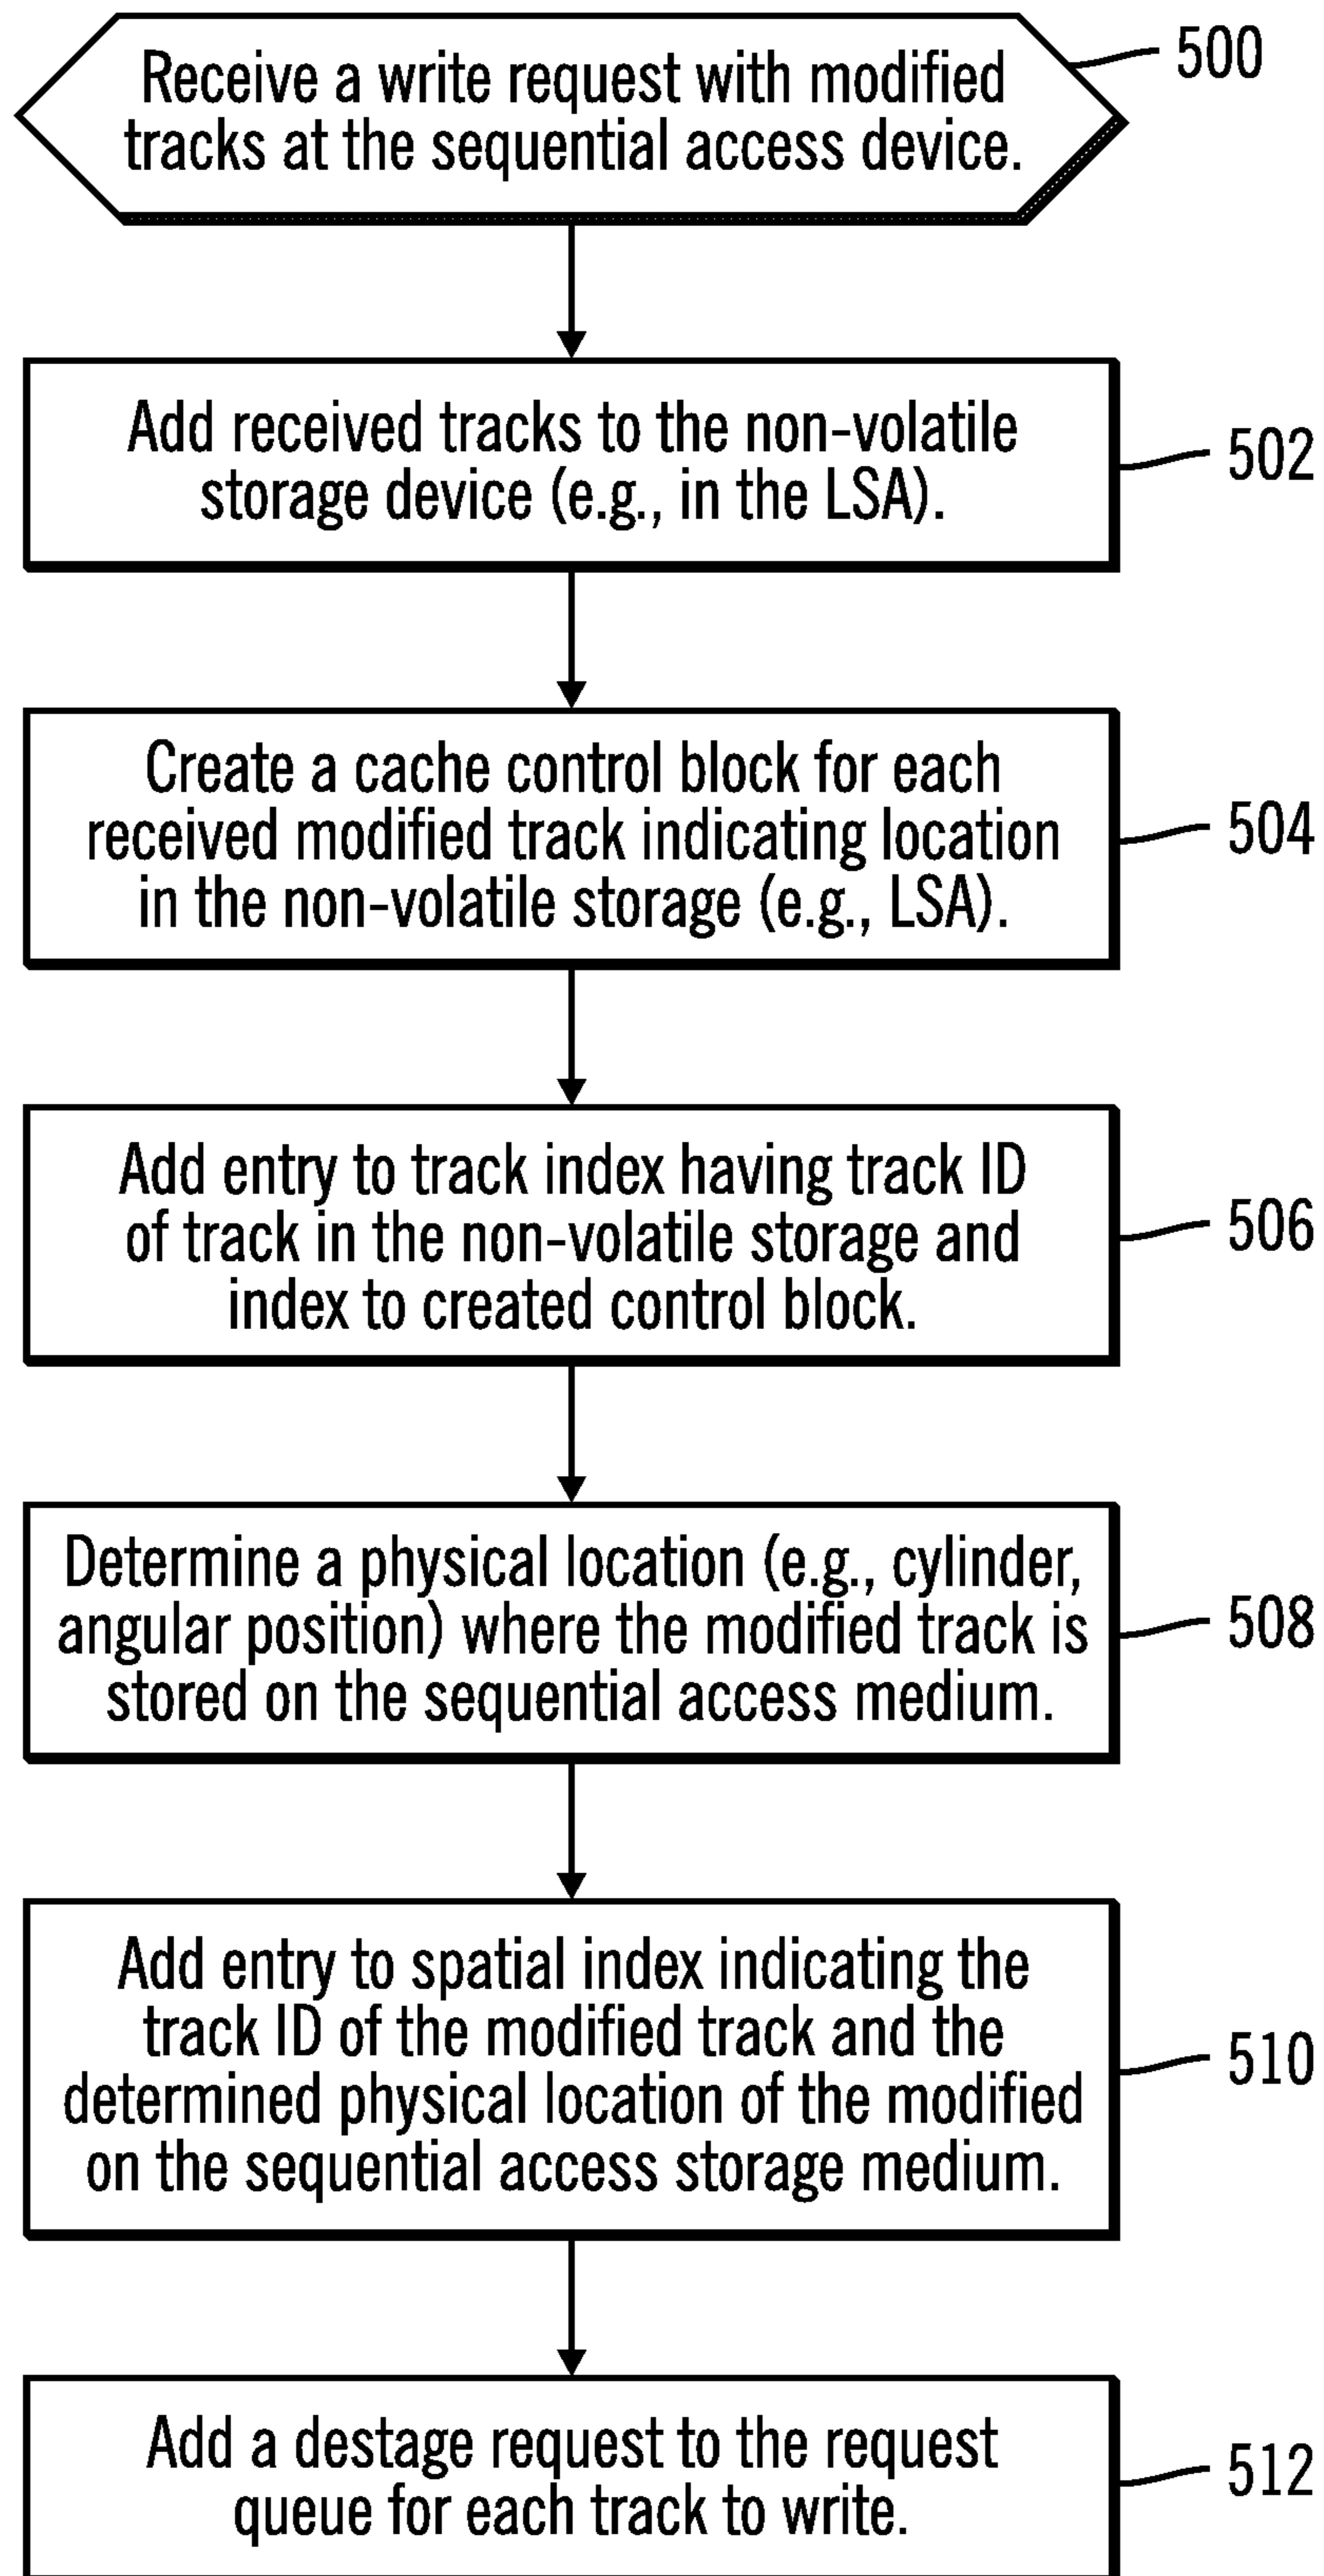 Receive a write request with modified
tracks at the sequential access device.
500
Add received tracks to the non-volatile
storage device (e.g., in the LSA).
502
Create a cache control block for each
received modified track indicating location
in the non-volatile storage (e.g., LSA).
504
Add entry to track index having track ID
of track in the non-volatile storage and
index to created control block.
506
Determine a physical location (e.g., cylinder,
angular position) where the modified track is
stored on the sequential access medium.
508
Add entry to spatial index indicating the
track ID of the modified track and the
determined physical location of the modified
on the sequential access storage medium.
510
Add a destage request to the request
queue for each track to write.
512